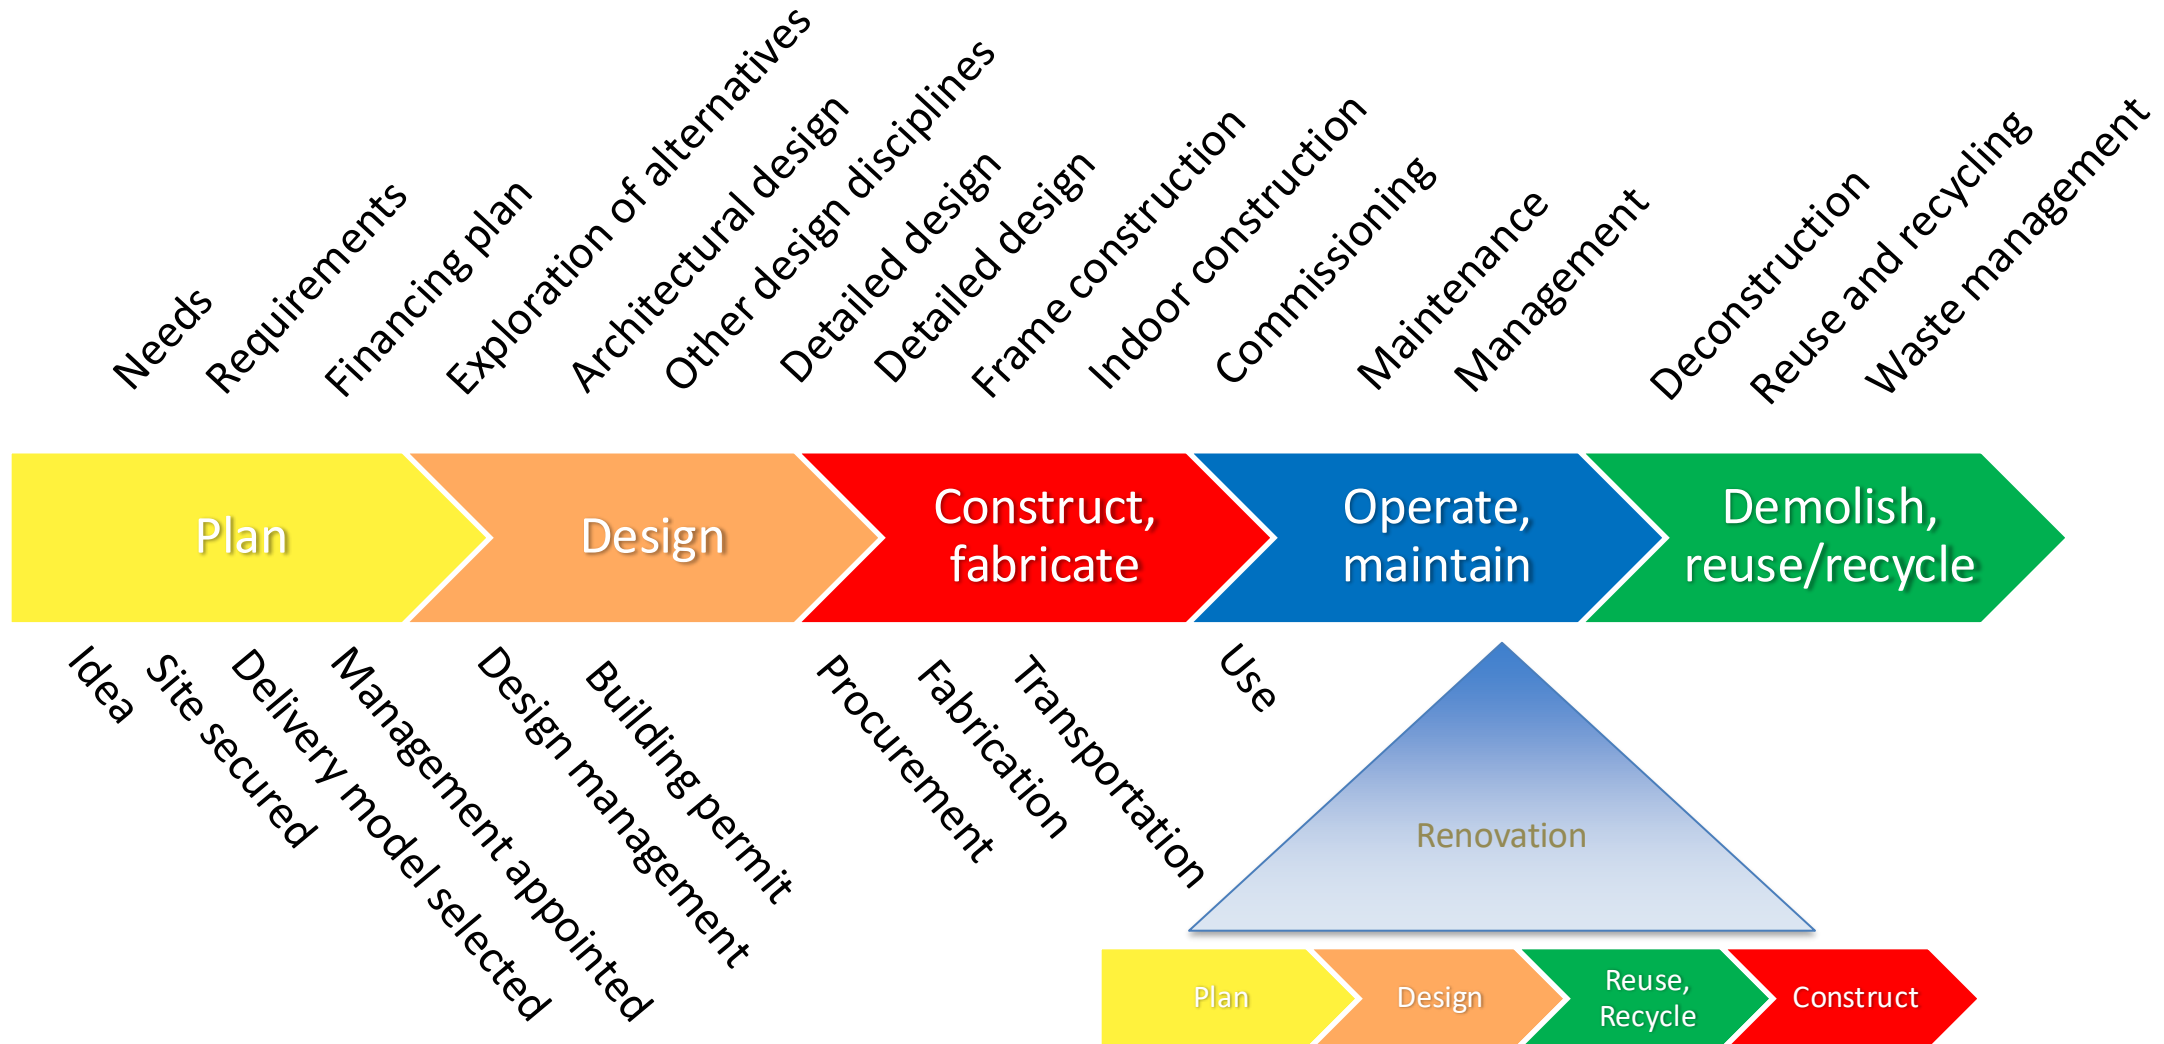 Needs
Requirements
Financing plan
Exploration of alternatives
Architectural design
Other design disciplines
Detailed design
Detailed design
Frame construction
Indoor construction
Commissioning
Maintenance
Management
Deconstruction
Reuse and recycling
Waste management
Plan
Design
Construct,
fabricate
Operate,
maintain
Demolish,
reuse/recycle
Idea
Site secured
Delivery model selected
Management appointed
Design management
Building permit
Procurement
Fabrication
Transportation
Use
Renovation
Plan
Design
Reuse,
Recycle
Construct